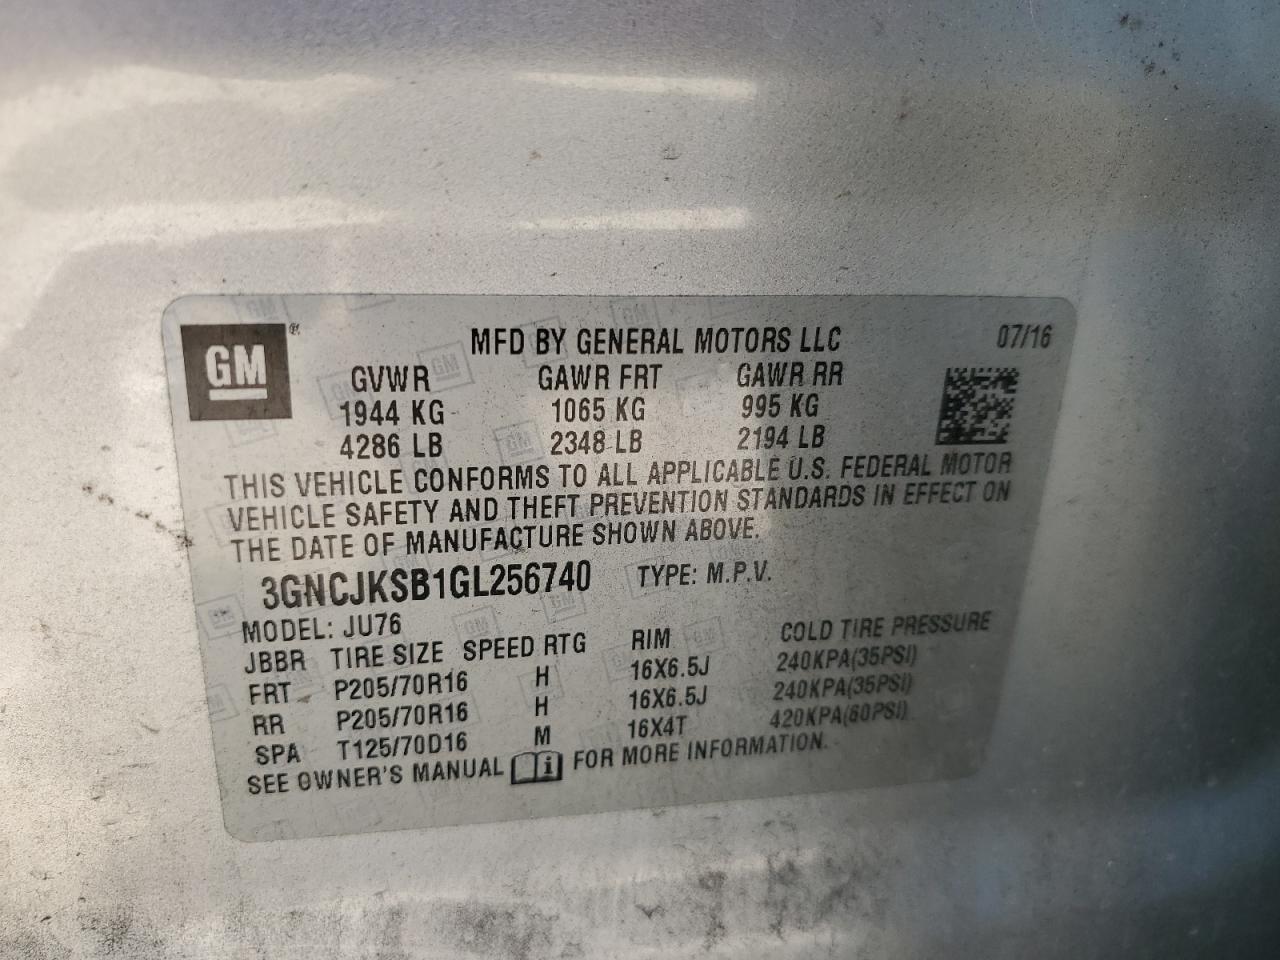 GM ® MFD BY GENERAL MOTORS LLC 07/16
GVWR GAWR FRT GAWR RR
1944 KG 1065 KG 995 KG
4286 LB 2348 LB 2194 LB
THIS VEHICLE CONFORMS TO ALL APPLICABLE U.S. FEDERAL MOTOR
VEHICLE SAFETY AND THEFT PREVENTION STANDARDS IN EFFECT ON
THE DATE OF MANUFACTURE SHOWN ABOVE.
3GNCJKSB1GL256740 TYPE: M.P.V.
MODEL: JU76
JBBR TIRE SIZE SPEED RTG RIM COLD TIRE PRESSURE
FRT P205/70R16 H 16X6.5J 240KPA(35PSI)
RR P205/70R16 H 16X6.5J 240KPA(35PSI)
SPA T125/70D16 M 16X4T 420KPA(60PSI)
SEE OWNER'S MANUAL FOR MORE INFORMATION.